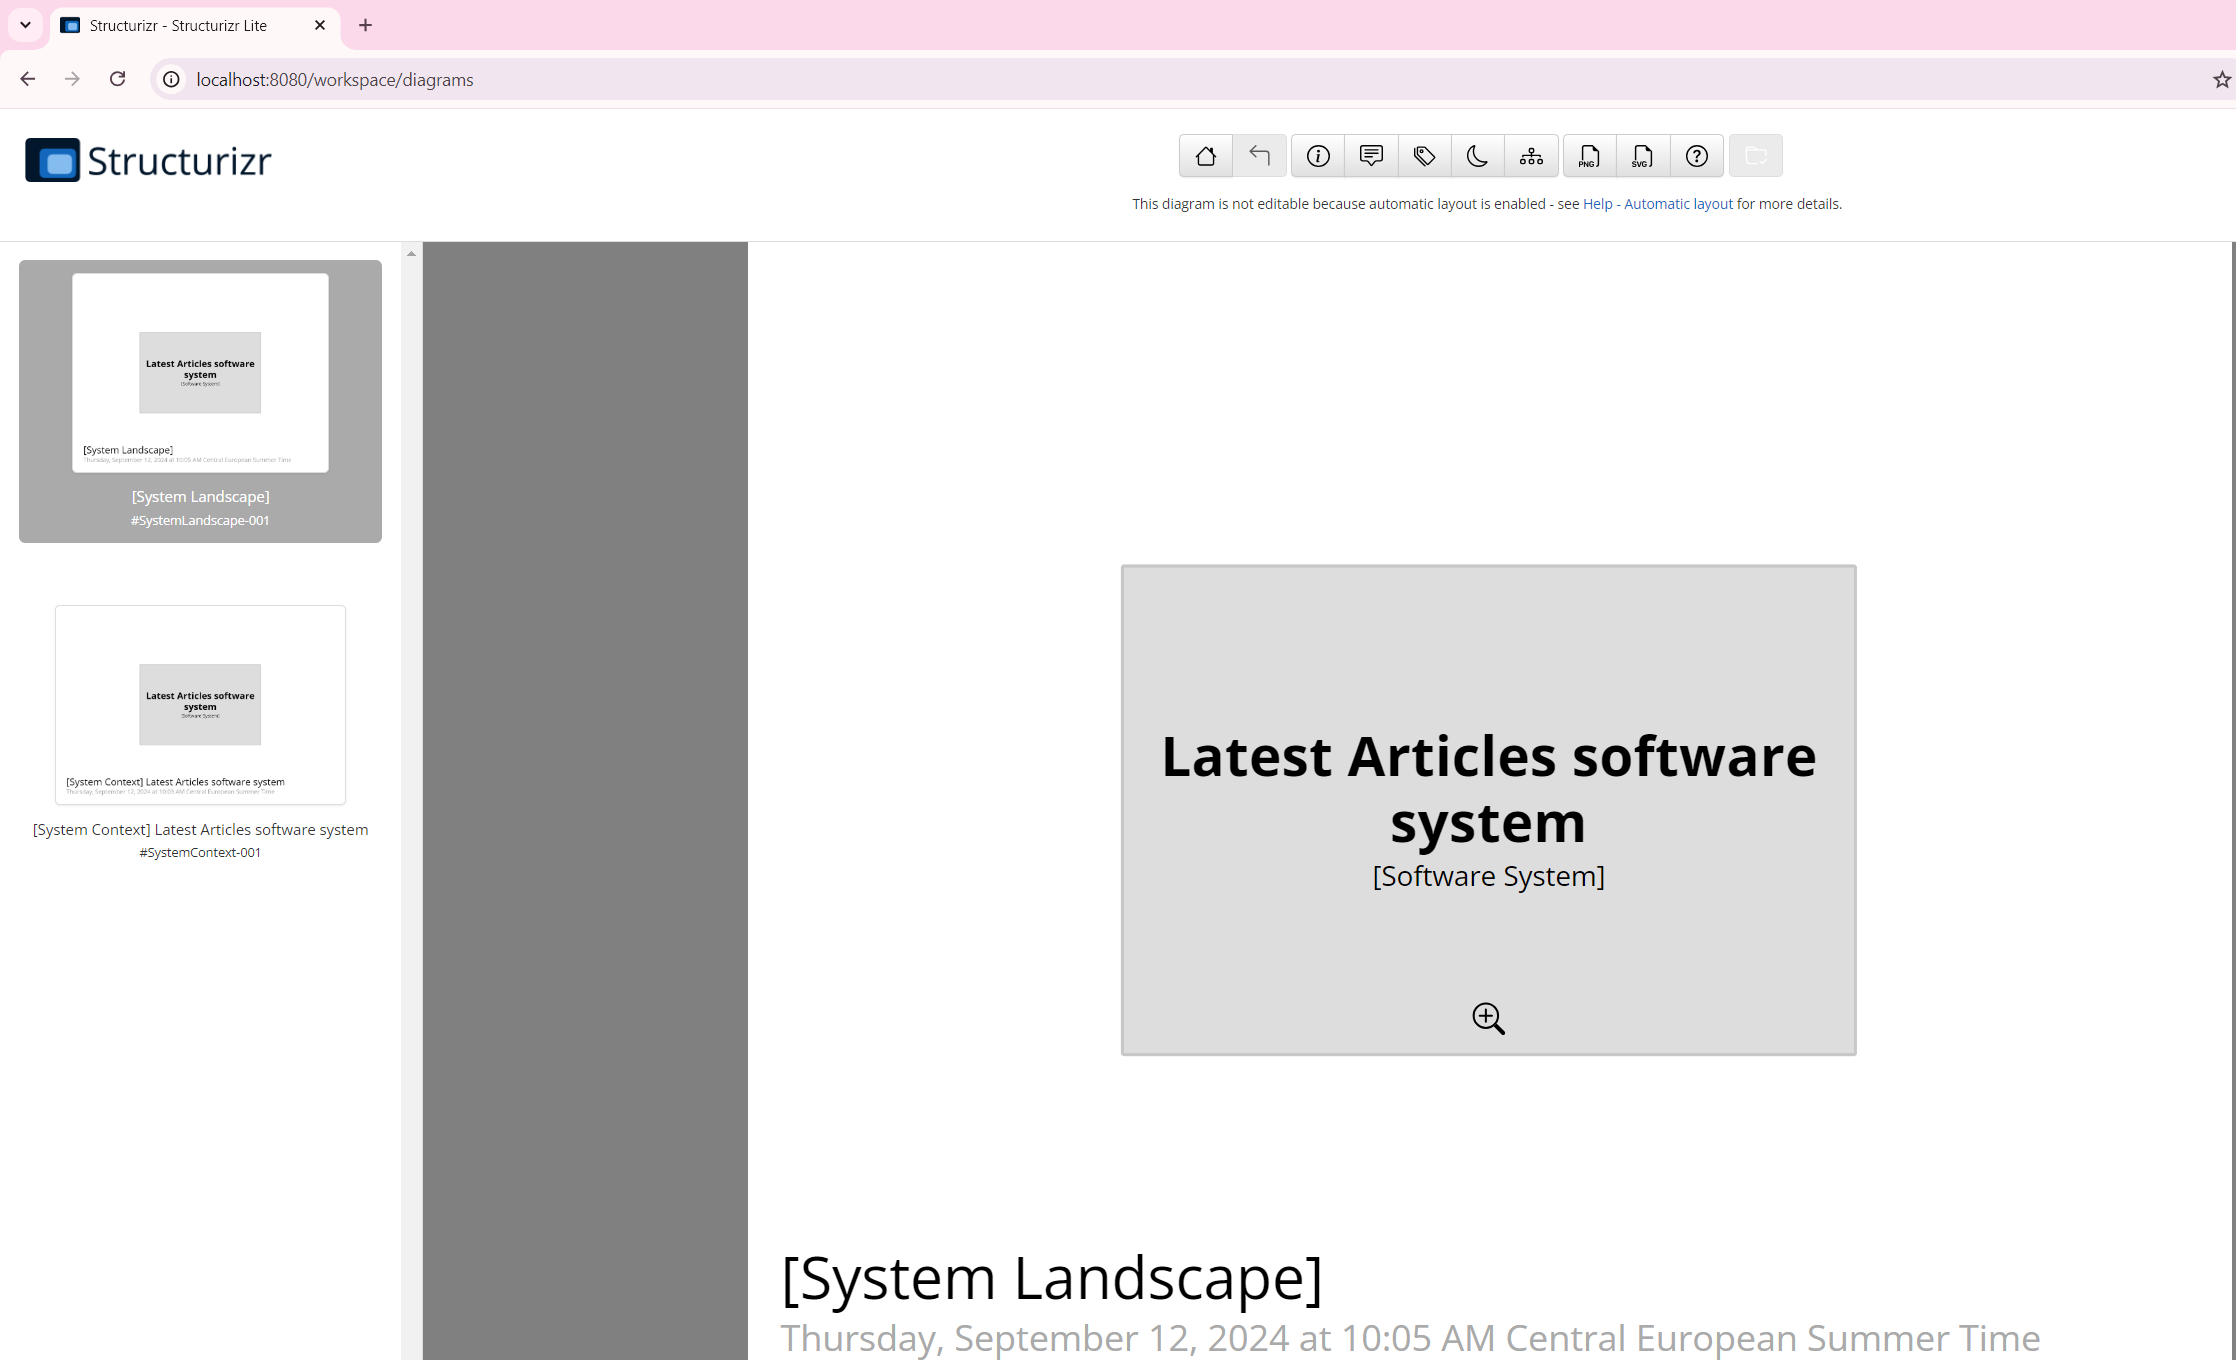 Structurizr - Structurizr Lite
localhost:8080/workspace/diagrams
Structurizr
PNG
SVG
This diagram is not editable because automatic layout is enabled - see Help - Automatic layout for more details.
Latest Articles software
system
[Software System]
[System Landscape]
Thursday, September 12, 2024 at 10:05 AM Central European Summer Time
[System Landscape]
#SystemLandscape-001
Latest Articles software
system
[Software System]
[System Context] Latest Articles software system
Thursday, September 12, 2024 at 10:05 AM Central European Summer Time
[System Context] Latest Articles software system
#SystemContext-001
Latest Articles software
system
[Software System]
[System Landscape]
Thursday, September 12, 2024 at 10:05 AM Central European Summer Time